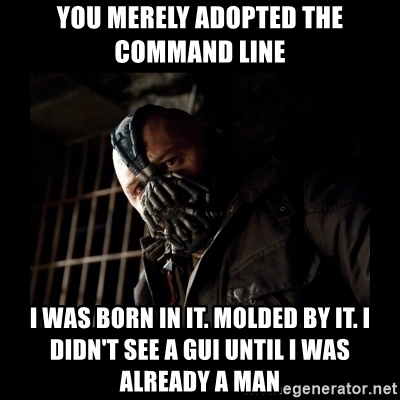 YOU MERELY ADOPTED THE
COMMAND LINE
I WAS BORN IN IT. MOLDED BY IT. I
DIDN'T SEE A GUI UNTIL I WAS
ALREADY A MAN
egenerator.net